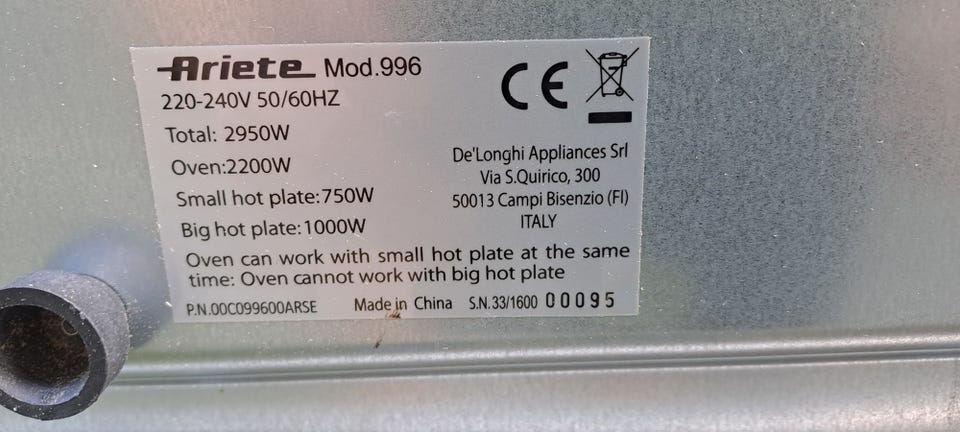 Ariete Mod.996
220-240V 50/60HZ
Total: 2950W
Oven:2200W
Small hot plate:750W
Big hot plate:1000W
CE
De'Longhi Appliances Srl
Via S.Quirico, 300
50013 Campi Bisenzio (FI)
ITALY
Oven can work with small hot plate at the same
time: Oven cannot work with big hot plate
P.N.00C099600ARSE Made in China S.N.33/1600 00095